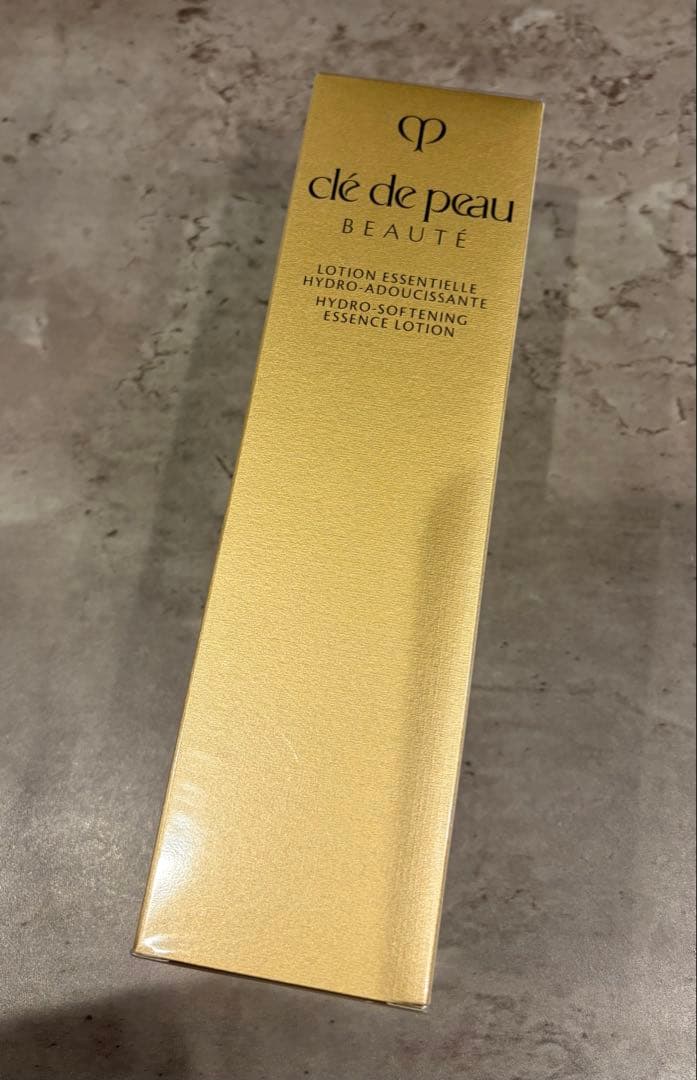 clé de peau
BEAUTÉ
LOTION ESSENTIELLE
HYDRO-ADOUCISSANTE
HYDRO-SOFTENING
ESSENCE LOTION